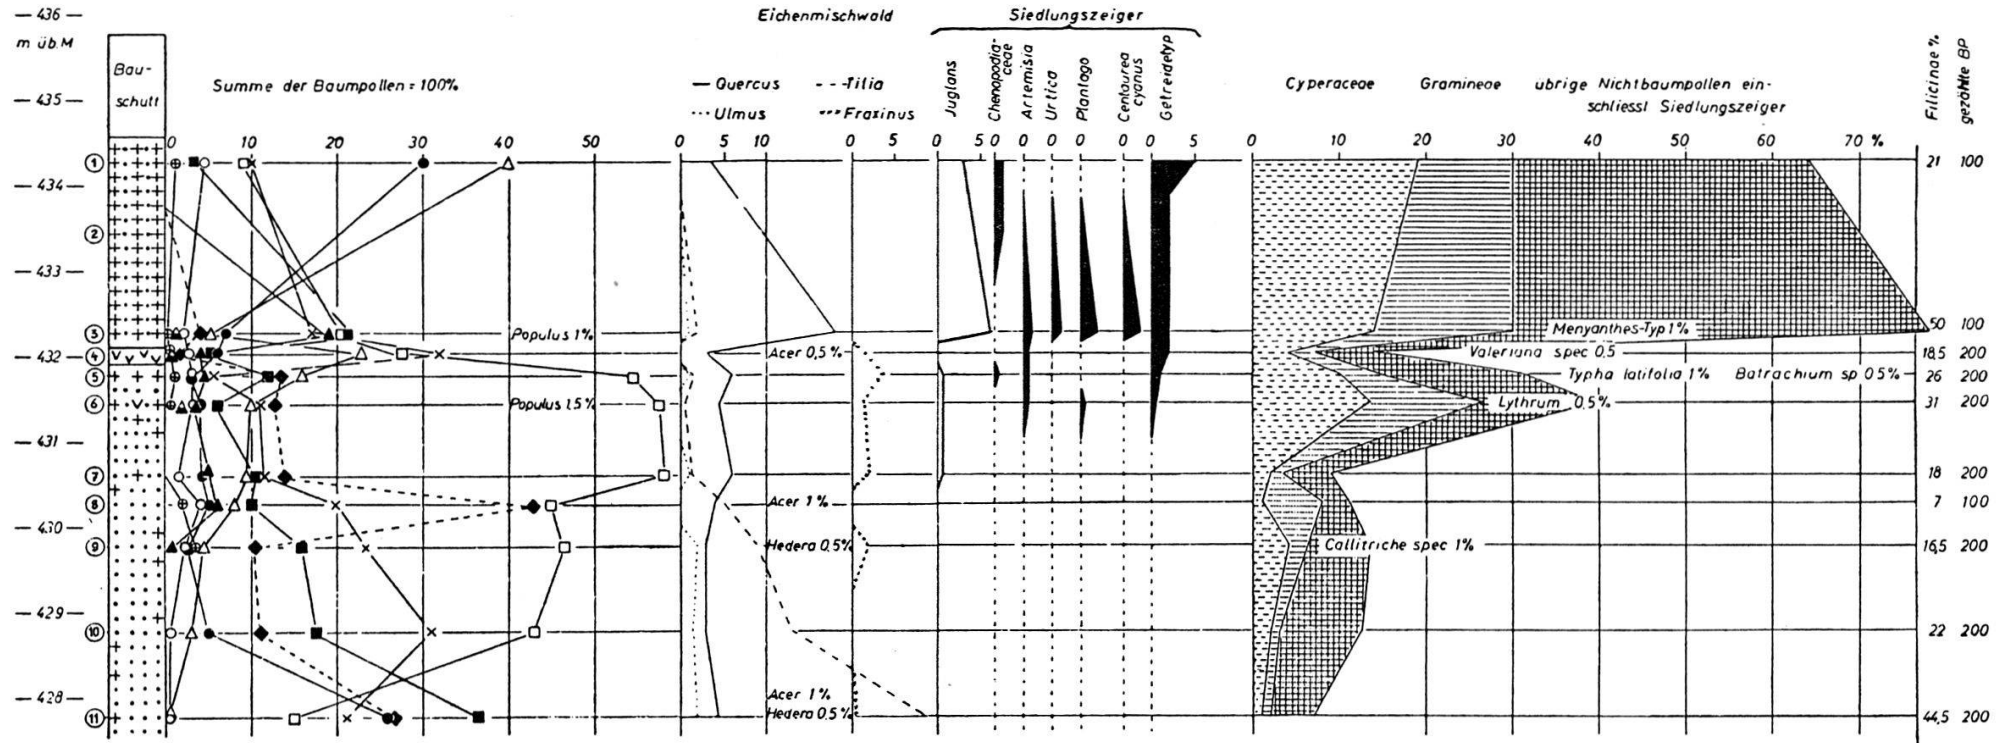 — 436 —
m üb.M
— 435 —
— 434 —
— 433 —
— 432 —
— 431 —
— 430 —
— 429 —
— 428 —
Bau-
schutt
Summe der Baumpollen = 100%
0 10 20 30 40 50
Eichenmischwald
— Quercus --- Tilia
··· Ulmus Fraxinus
0 5 10 0 5
Siedlungszeiger
Juglans
Chenopodia-
ceae
Artemisia
Urtica
Plantago
Centaurea
cyanus
Getreidetyp
0 5 0 0 0 0 0 0 5
Cyperaceae Gramineae übrige Nichtbaumpollen ein-
schliessl Siedlungszeiger
0 10 20 30 40 50 60 70 %
Filicinae %
gezählte BP
1 21 100
2
3 Populus 1% Menyanthes-Typ 1% 50 100
4 Acer 0,5% Valeriana spec 0,5 18,5 200
5 Typha latifolia 1% Batrachium sp 0,5% 26 200
6 Populus 1,5% Lythrum 0,5% 31 200
7 18 200
8 Acer 1% 7 100
9 Hedera 0,5% Callitriche spec 1% 16,5 200
10 22 200
Acer 1%
11 Hedera 0,5% 44,5 200